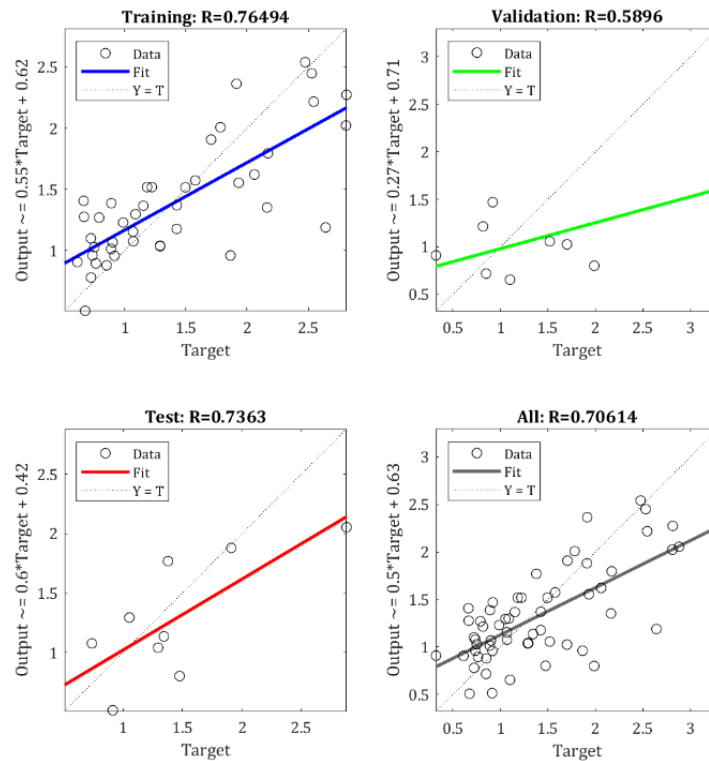 Training: R=0.76494
Output ~= 0.55*Target + 0.62
Data
Fit
Y = T
2.5
2
1.5
1
1
1.5
2
2.5
Target
Validation: R=0.5896
Output ~= 0.27*Target + 0.71
Data
Fit
Y = T
3
2.5
2
1.5
1
0.5
0.5
1
1.5
2
2.5
3
Target
Test: R=0.7363
Output ~= 0.6*Target + 0.42
Data
Fit
Y = T
2.5
2
1.5
1
1
1.5
2
2.5
Target
All: R=0.70614
Output ~= 0.5*Target + 0.63
Data
Fit
Y = T
3
2.5
2
1.5
1
0.5
0.5
1
1.5
2
2.5
3
Target